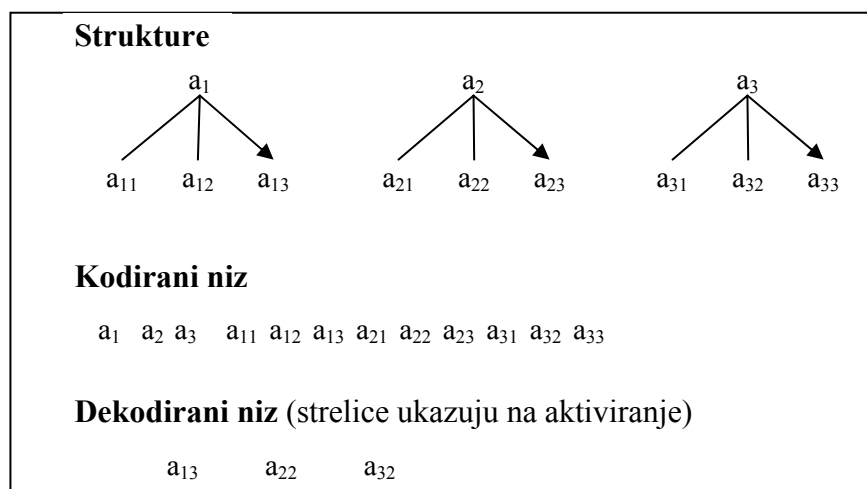 Strukture
a₁ a₂ a₃
a₁₁ a₁₂ a₁₃ a₂₁ a₂₂ a₂₃ a₃₁ a₃₂ a₃₃
Kodirani niz
a₁ a₂ a₃ a₁₁ a₁₂ a₁₃ a₂₁ a₂₂ a₂₃ a₃₁ a₃₂ a₃₃
Dekodirani niz (strelice ukazuju na aktiviranje)
a₁₃ a₂₂ a₃₂